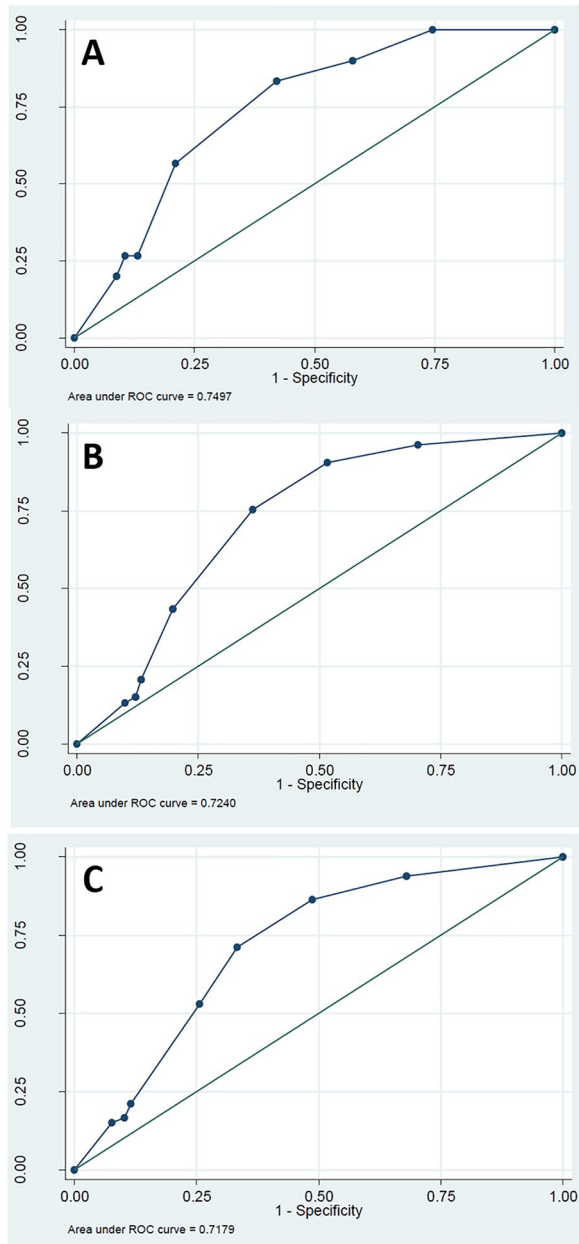 A
1.00
0.75
0.50
0.25
0.00
0.00 0.25 0.50 0.75 1.00
1 - Specificity
Area under ROC curve = 0.7497
B
1.00
0.75
0.50
0.25
0.00
0.00 0.25 0.50 0.75 1.00
1 - Specificity
Area under ROC curve = 0.7240
C
1.00
0.75
0.50
0.25
0.00
0.00 0.25 0.50 0.75 1.00
1 - Specificity
Area under ROC curve = 0.7179